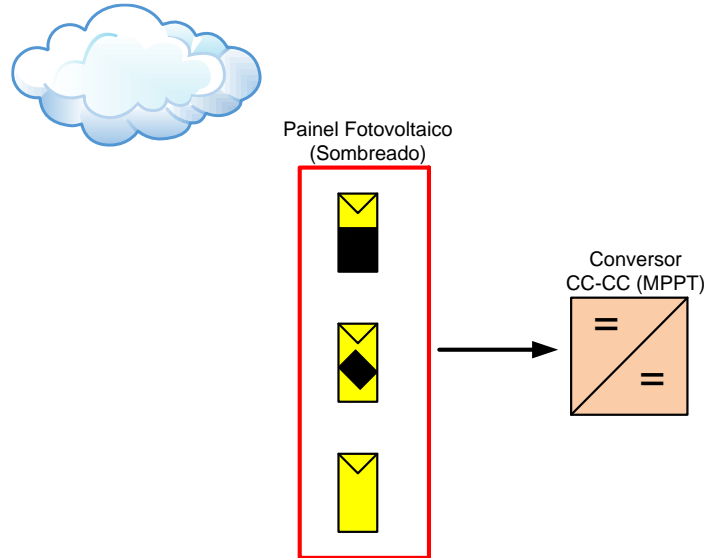 Painel Fotovoltaico
(Sombreado)
Conversor
CC-CC (MPPT)
=
=